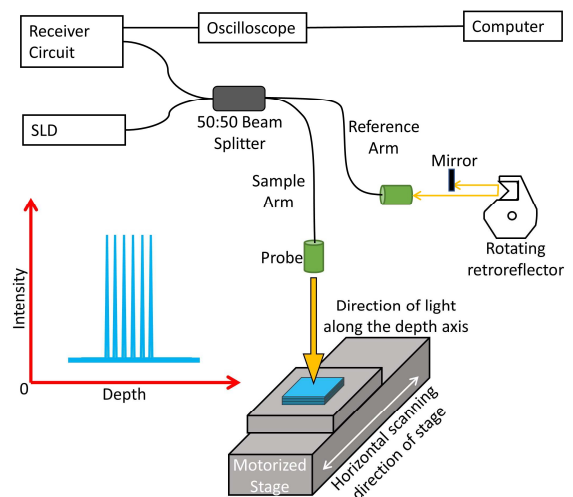 Receiver
Circuit
Oscilloscope
Computer
SLD
50:50 Beam
Splitter
Reference
Arm
Mirror
Sample
Arm
Rotating
retroreflector
Probe
Intensity
0
Depth
Direction of light
along the depth axis
Horizontal scanning
direction of stage
Motorized
Stage